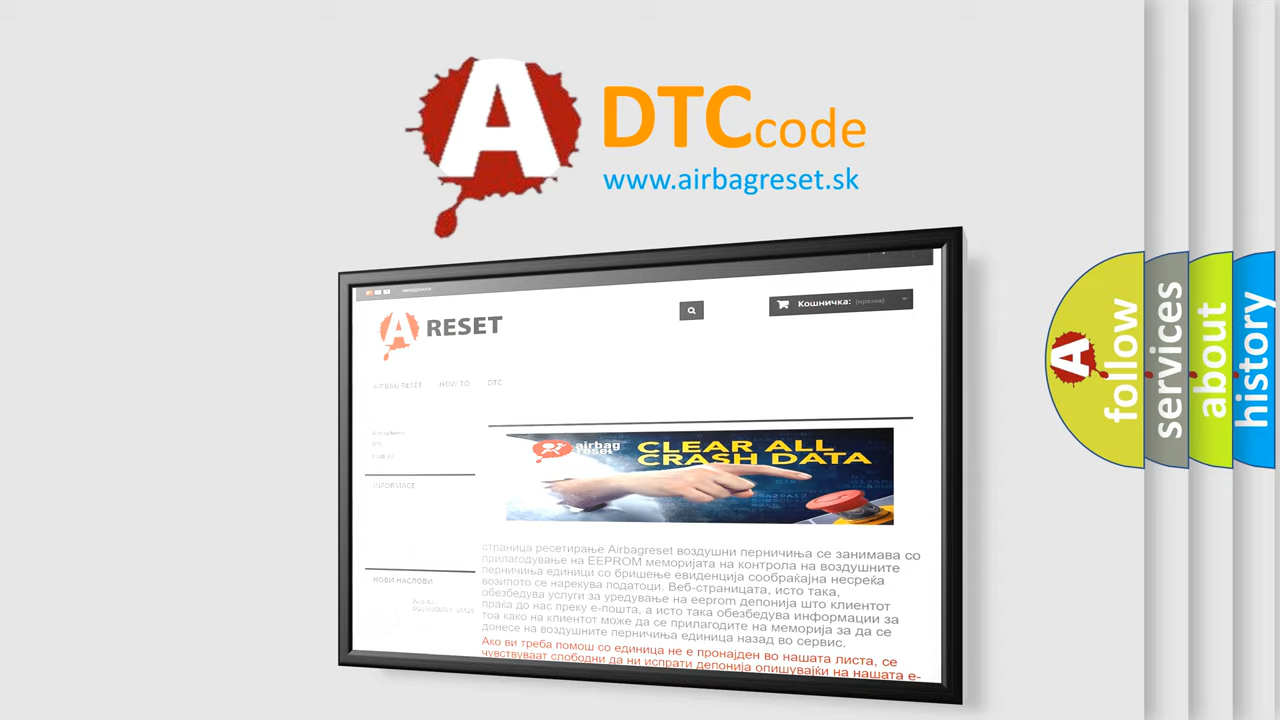 A
DTCcode
www.airbagreset.sk
A RESET
Кошничка: (празна)
AIRBAG RESET HOW TO DTC
airbag
reset
CLEAR ALL
CRASH DATA
INFORMACE
НОВИ НАСЛОВИ
страница ресетирање Airbagreset воздушни перничиња се занимава со
прилагодување на EEPROM меморијата на контрола на воздушните
перничиња единици со бришење евиденција сообраќајна несреќа
возилото се нарекува податоци. Веб-страницата, исто така,
обезбедува услуги за уредување на eeprom депонија што клиентот
праќа до нас преку е-пошта, а исто така обезбедува информации за
тоа како на клиентот може да се прилагодите на меморија за да се
донесе на воздушните перничиња единица назад во сервис.
Ако ви треба помош со единица не е пронајден во нашата листа, се
чувствуваат слободни да ни испрати депонија опишувајќи на нашата е-
A follow
services
about
history